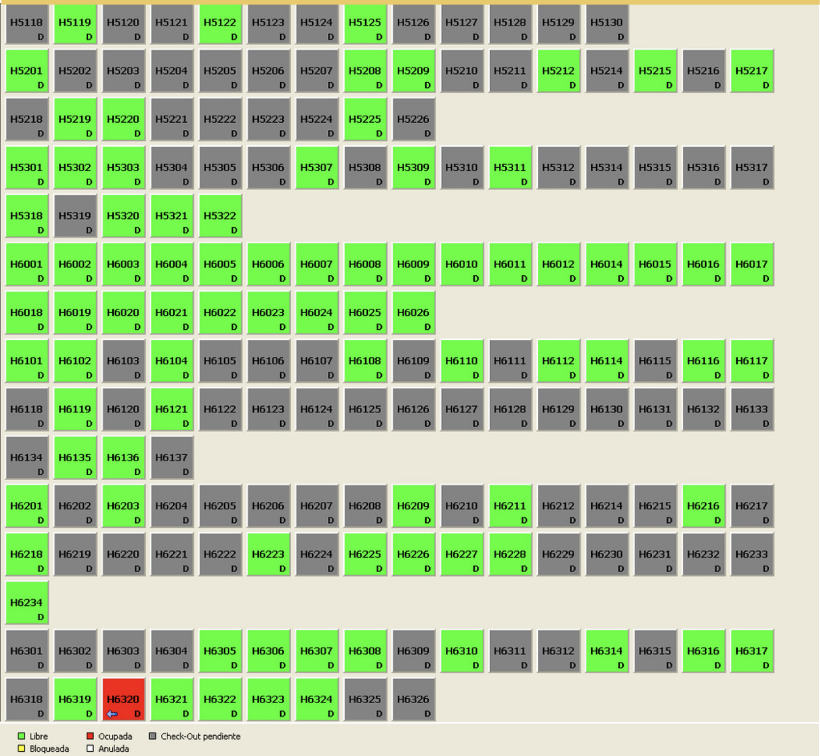 H5118 H5119 H5120 H5121 H5122 H5123 H5124 H5125 H5126 H5127 H5128 H5129 H5130
D D D D D D D D D D D D D
H5201 H5202 H5203 H5204 H5205 H5206 H5207 H5208 H5209 H5210 H5211 H5212 H5214 H5215 H5216 H5217
D D D D D D D D D D D D D D D D
H5218 H5219 H5220 H5221 H5222 H5223 H5224 H5225 H5226
D D D D D D D D D
H5301 H5302 H5303 H5304 H5305 H5306 H5307 H5308 H5309 H5310 H5311 H5312 H5314 H5315 H5316 H5317
D D D D D D D D D D D D D D D D
H5318 H5319 H5320 H5321 H5322
D D D D D
H6001 H6002 H6003 H6004 H6005 H6006 H6007 H6008 H6009 H6010 H6011 H6012 H6014 H6015 H6016 H6017
D D D D D D D D D D D D D D D D
H6018 H6019 H6020 H6021 H6022 H6023 H6024 H6025 H6026
D D D D D D D D D
H6101 H6102 H6103 H6104 H6105 H6106 H6107 H6108 H6109 H6110 H6111 H6112 H6114 H6115 H6116 H6117
D D D D D D D D D D D D D D D D
H6118 H6119 H6120 H6121 H6122 H6123 H6124 H6125 H6126 H6127 H6128 H6129 H6130 H6131 H6132 H6133
D D D D D D D D D D D D D D D D
H6134 H6135 H6136 H6137
D D D D
H6201 H6202 H6203 H6204 H6205 H6206 H6207 H6208 H6209 H6210 H6211 H6212 H6214 H6215 H6216 H6217
D D D D D D D D D D D D D D D D
H6218 H6219 H6220 H6221 H6222 H6223 H6224 H6225 H6226 H6227 H6228 H6229 H6230 H6231 H6232 H6233
D D D D D D D D D D D D D D D D
H6234
D
H6301 H6302 H6303 H6304 H6305 H6306 H6307 H6308 H6309 H6310 H6311 H6312 H6314 H6315 H6316 H6317
D D D D D D D D D D D D D D D D
H6318 H6319 H6320 H6321 H6322 H6323 H6324 H6325 H6326
D D D D D D D D D
Libre Ocupada Check-Out pendiente
Bloqueada Anulada